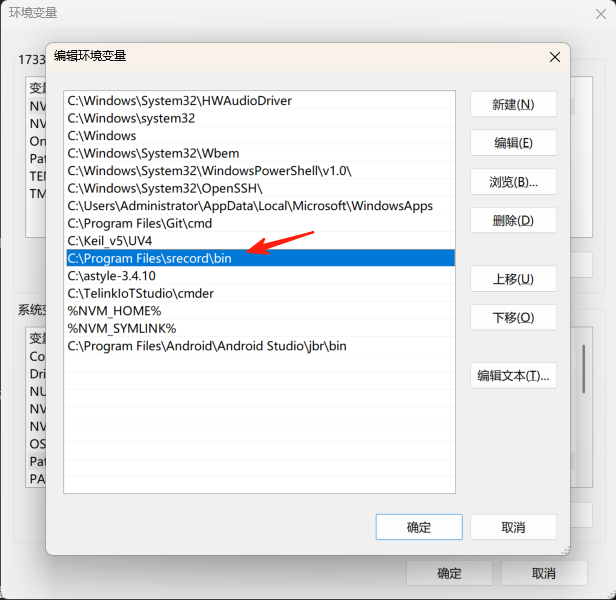 环境变量
1733
编辑环境变量
变量
NV
NV
On
Pat
TEM
TM
C:\Windows\System32\HWAudioDriver
C:\Windows\system32
C:\Windows
C:\Windows\System32\Wbem
C:\Windows\System32\WindowsPowerShell\v1.0\
C:\Windows\System32\OpenSSH\
C:\Users\Administrator\AppData\Local\Microsoft\WindowsApps
C:\Program Files\Git\cmd
C:\Keil_v5\UV4
C:\Program Files\srecord\bin
C:\astyle-3.4.10
C:\TelinkIoTStudio\cmder
%NVM_HOME%
%NVM_SYMLINK%
C:\Program Files\Android\Android Studio\jbr\bin
新建(N)
编辑(E)
浏览(B)...
删除(D)
上移(U)
下移(O)
编辑文本(T)...
系统变
变量
Co
Dri
NU
NV
NV
OS
Pat
PA
确定
取消
确定
取消